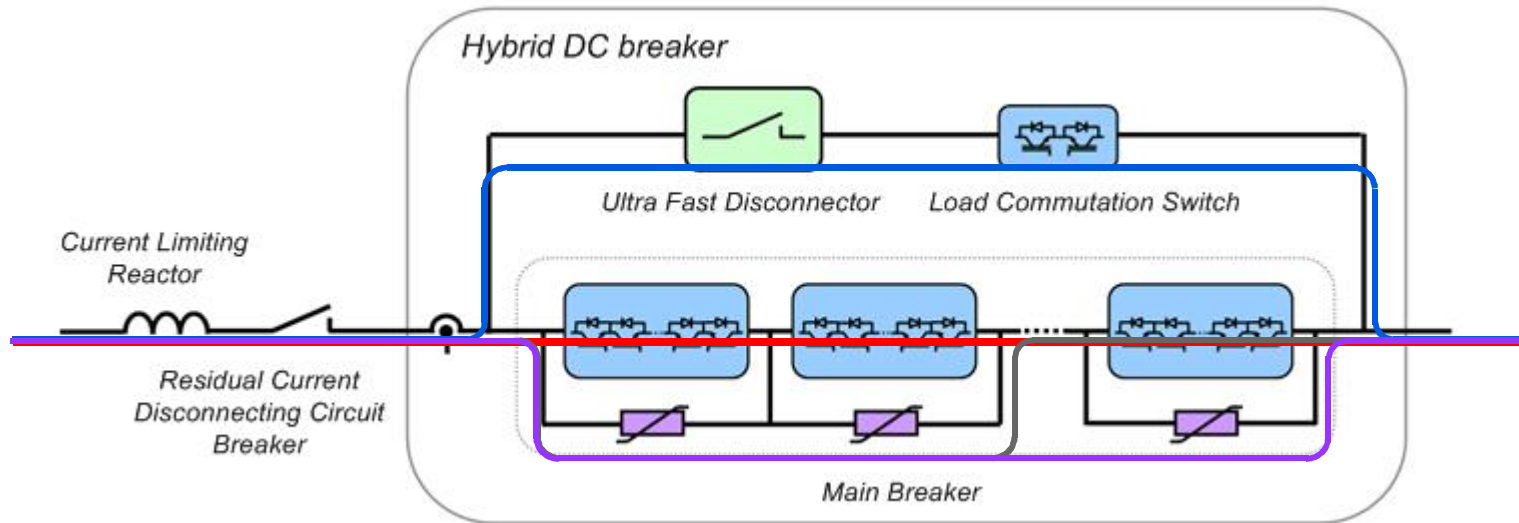 Hybrid DC breaker
Ultra Fast Disconnector
Load Commutation Switch
Current Limiting
Reactor
Residual Current
Disconnecting Circuit
Breaker
Main Breaker